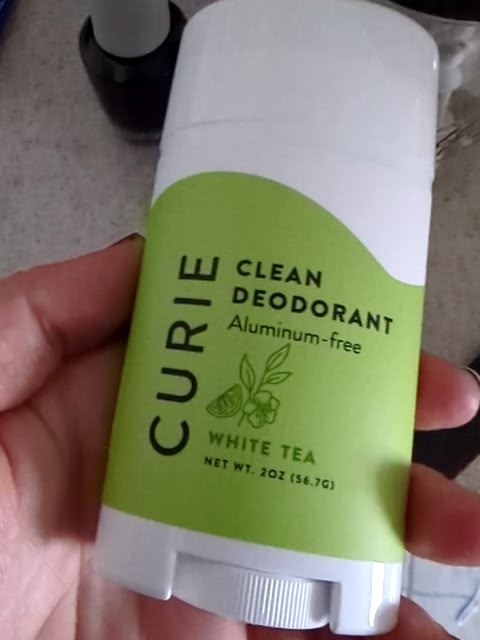 CURIE
CLEAN
DEODORANT
Aluminum-free
WHITE TEA
NET WT. 2OZ (56.7G)